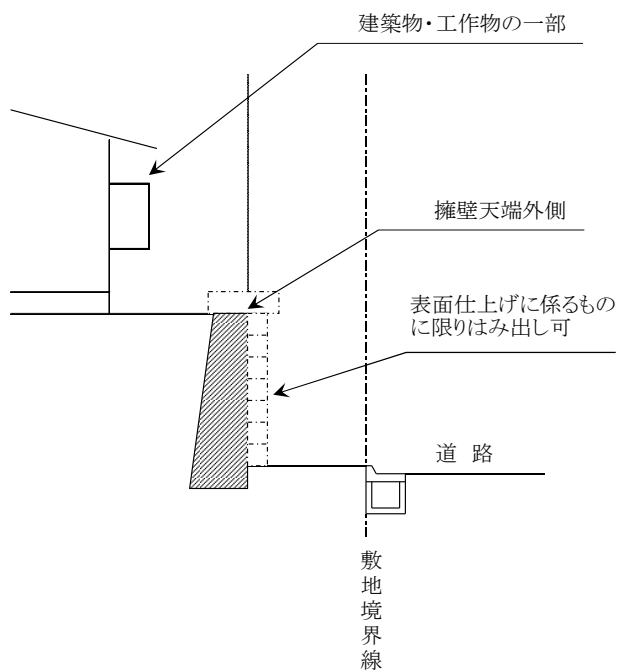 建築物・工作物の一部
擁壁天端外側
表面仕上げに係るもの
に限りはみ出し可
道 路
敷地境界線